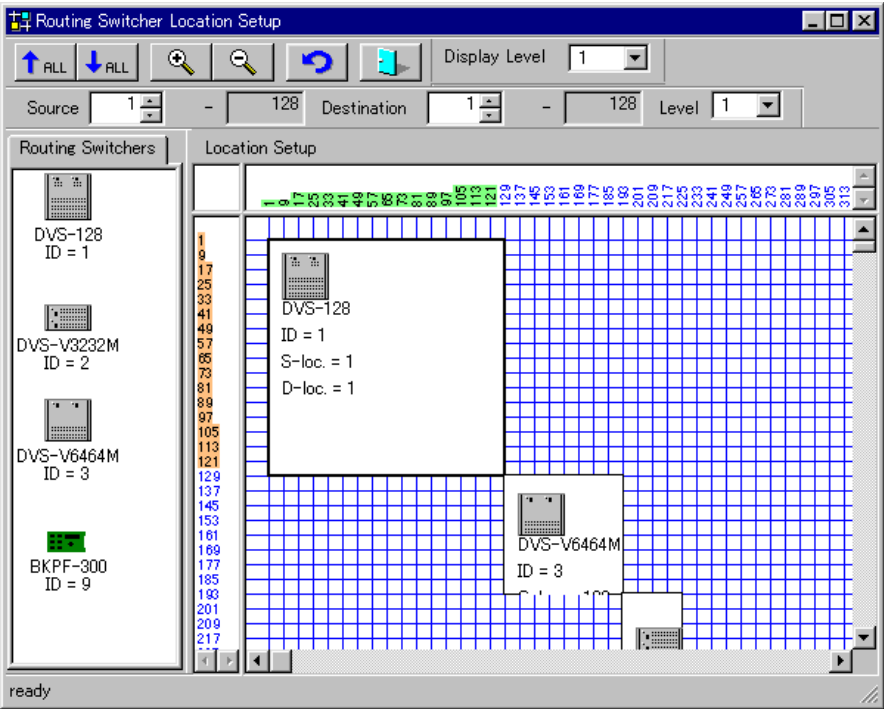 Routing Switcher Location Setup
ALL ALL Display Level 1
Source 1 - 128 Destination 1 - 128 Level 1
Routing Switchers
Location Setup
DVS-128
ID = 1
DVS-V3232M
ID = 2
DVS-V6464M
ID = 3
BKPF-300
ID = 9
1 9 17 25 33 41 49 57 65 73 81 89 97 105 113 121 129 137 145 153 161 169 177 185 193 201 209 217 225 233 241 249 257 265 273 281 289 297 305 313
1
9
17
25
33
41
49
57
65
73
81
89
97
105
113
121
129
137
145
153
161
169
177
185
193
201
209
217
DVS-128
ID = 1
S-loc. = 1
D-loc. = 1
DVS-V6464M
ID = 3
ready